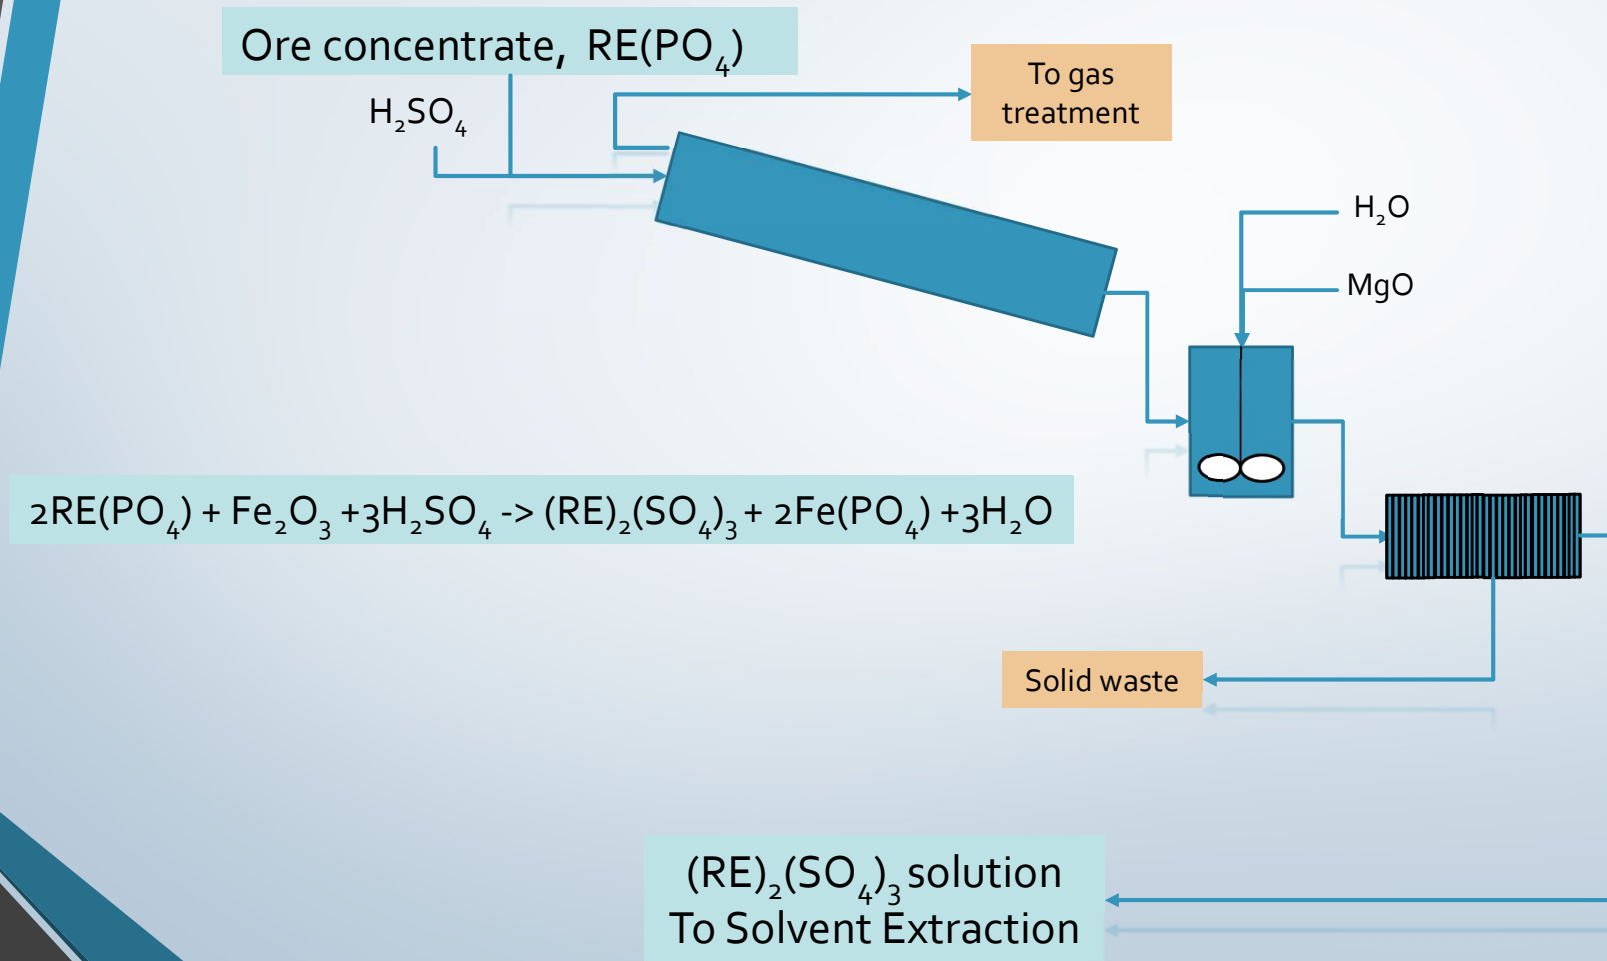 Ore concentrate, RE(PO₄)
H₂SO₄
To gas
treatment
H₂O
MgO
2RE(PO₄) + Fe₂O₃ +3H₂SO₄ -> (RE)₂(SO₄)₃ + 2Fe(PO₄) +3H₂O
Solid waste
(RE)₂(SO₄)₃ solution
To Solvent Extraction